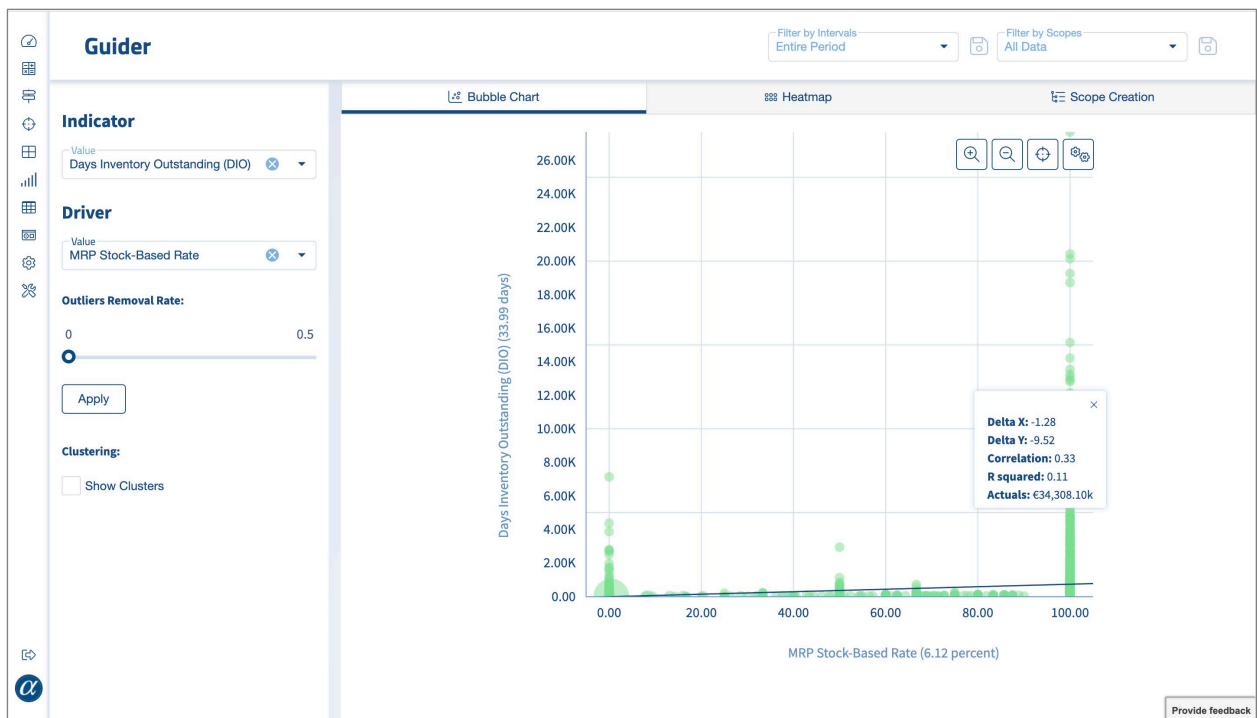 Guider
Filter by Intervals
Entire Period
Filter by Scopes
All Data
Indicator
Value
Days Inventory Outstanding (DIO)
Driver
Value
MRP Stock-Based Rate
Outliers Removal Rate:
0 0.5
Apply
Clustering:
Show Clusters
Bubble Chart
Heatmap
Scope Creation
Days Inventory Outstanding (DIO) (33.99 days)
26.00K
24.00K
22.00K
20.00K
18.00K
16.00K
14.00K
12.00K
10.00K
8.00K
6.00K
4.00K
2.00K
0.00
Delta X: -1.28
Delta Y: -9.52
Correlation: 0.33
R squared: 0.11
Actuals: €34,308.10k
0.00 20.00 40.00 60.00 80.00 100.00
MRP Stock-Based Rate (6.12 percent)
α
Provide feedback